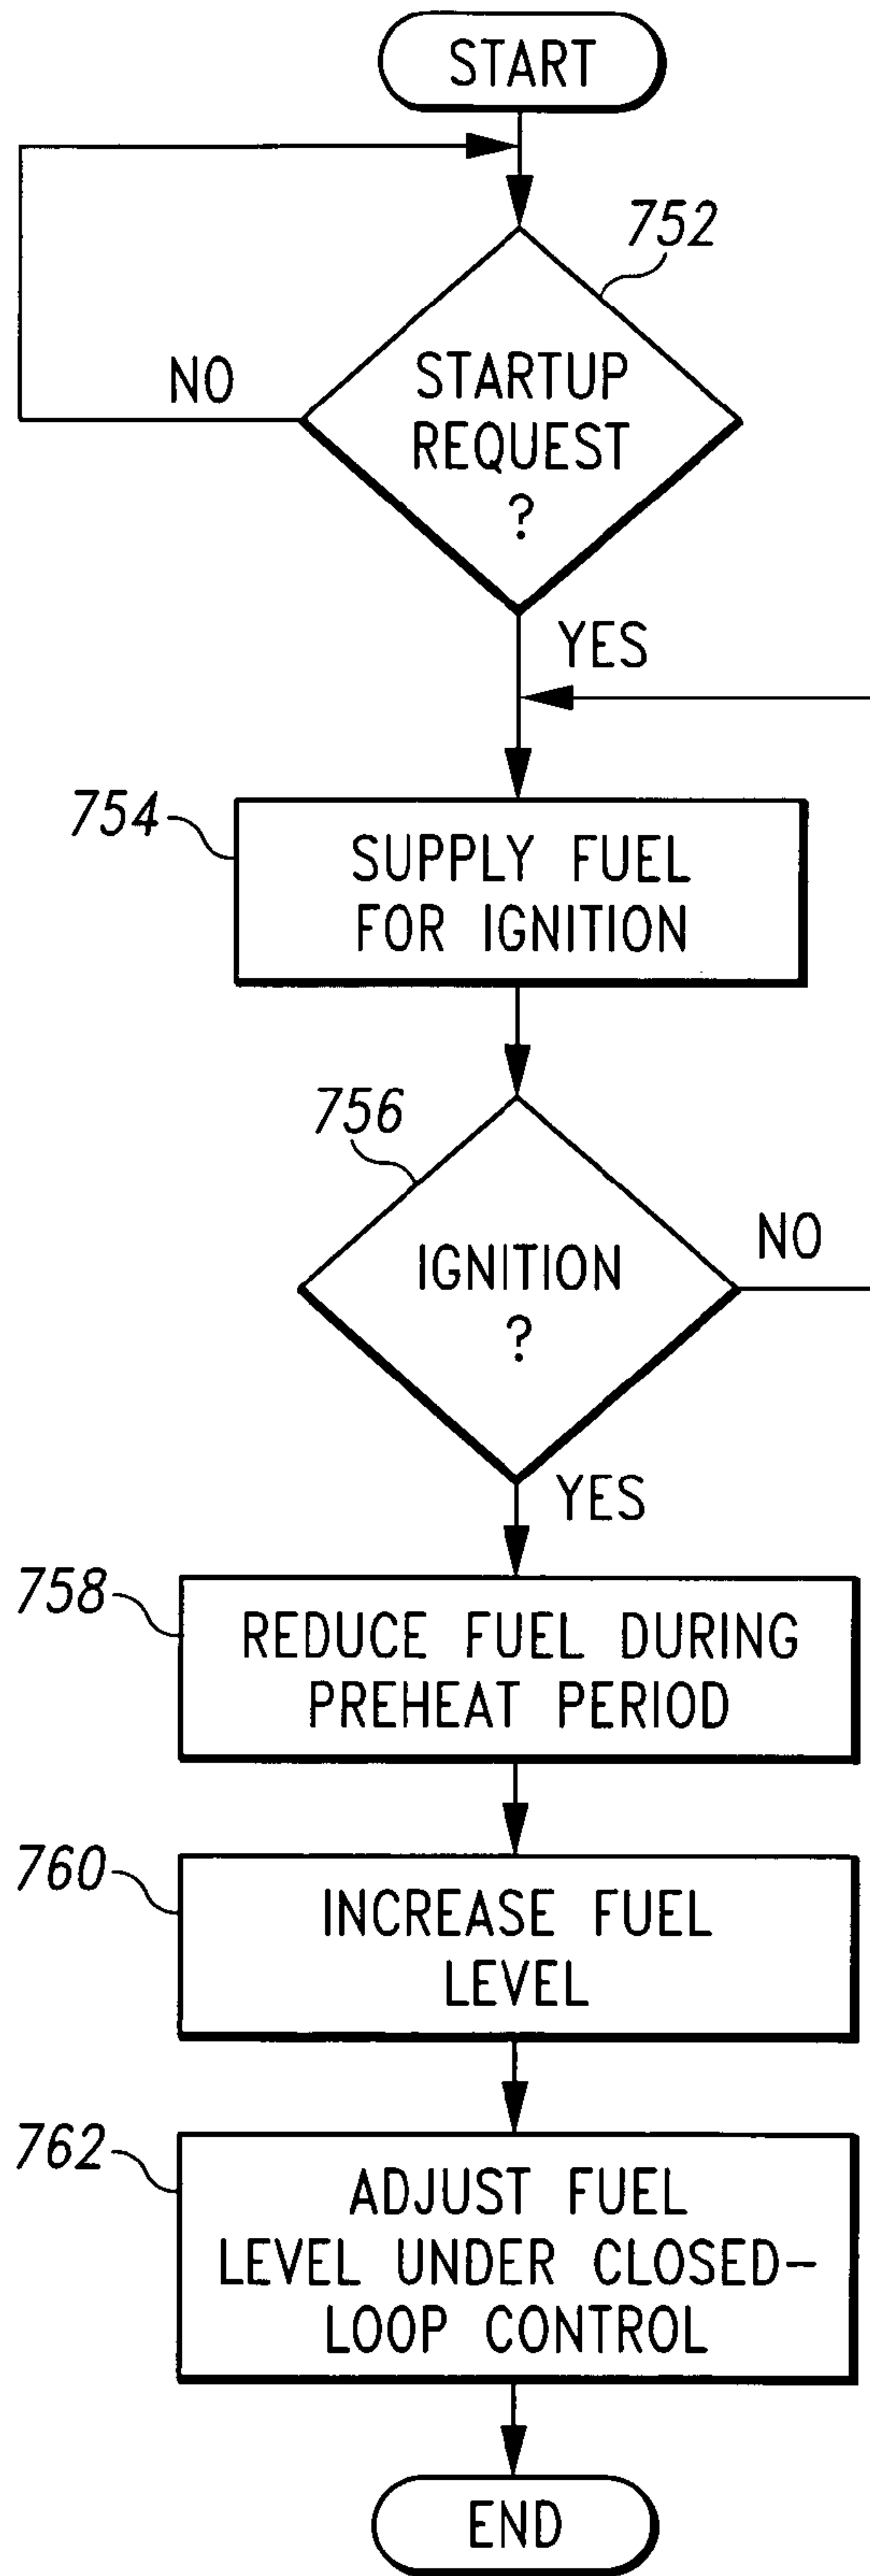 START
752
STARTUP
REQUEST
?
NO
YES
754
SUPPLY FUEL
FOR IGNITION
756
IGNITION
?
NO
YES
758
REDUCE FUEL DURING
PREHEAT PERIOD
760
INCREASE FUEL
LEVEL
762
ADJUST FUEL
LEVEL UNDER CLOSED-
LOOP CONTROL
END